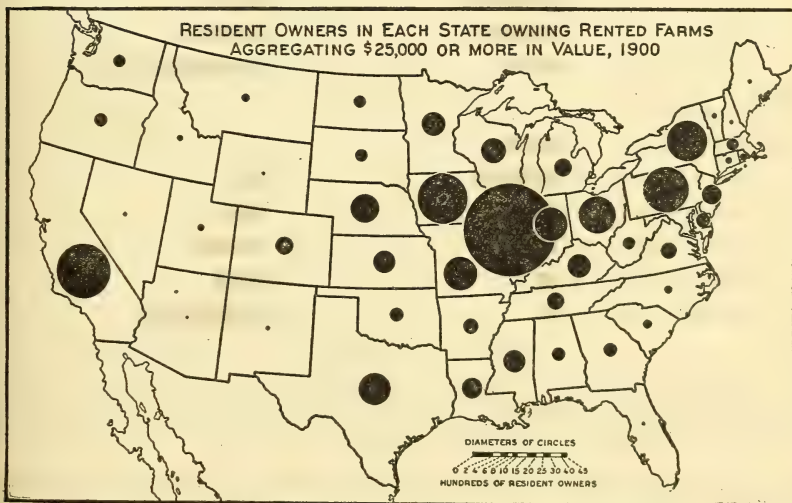 RESIDENT OWNERS IN EACH STATE OWNING RENTED FARMS
AGGREGATING $25,000 OR MORE IN VALUE, 1900
DIAMETERS OF CIRCLES
0 2 4 6 8 10 15 20 25 30 40 45
HUNDREDS OF RESIDENT OWNERS